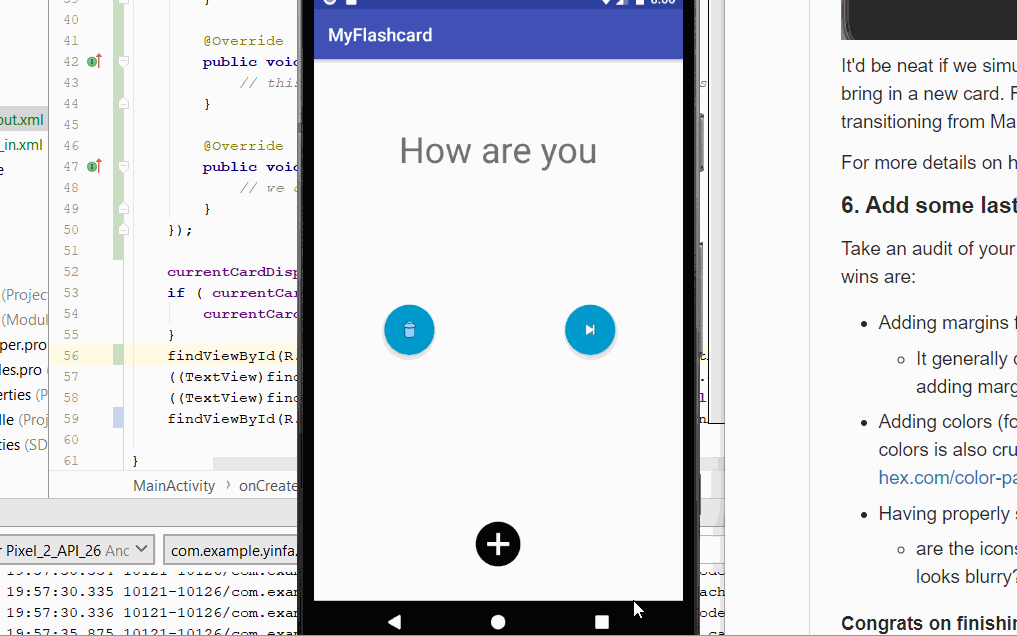 40
41 @Override
42 public void
43 // this
44 }
45
46 @Override
47 public void
48 // we
49 }
50 });
51
52 currentCardDisp
53 if ( currentCar
54 currentCard
55 }
56 findViewById(R.
57 ((TextView)find
58 ((TextView)find
59 findViewById(R.
60
61 }
MainActivity › onCreate
out.xml
_in.xml
(Projec
(Modul
per.pro
les.pro
erties (P
dle (Proj
ties (SD
Pixel_2_API_26 Anc
com.example.yinfa.
19:57:30.335 10121-10126/com.exam
19:57:30.336 10121-10126/com.exam
19:57:35.875 10121-10126/com.exam
MyFlashcard
How are you
It'd be neat if we simu
bring in a new card. F
transitioning from Ma
For more details on h
6. Add some last
Take an audit of your
wins are:
• Adding margins f
It generally
adding marg
• Adding colors (fo
colors is also cru
hex.com/color-pa
• Having properly s
are the icons
looks blurry?
Congrats on finishin